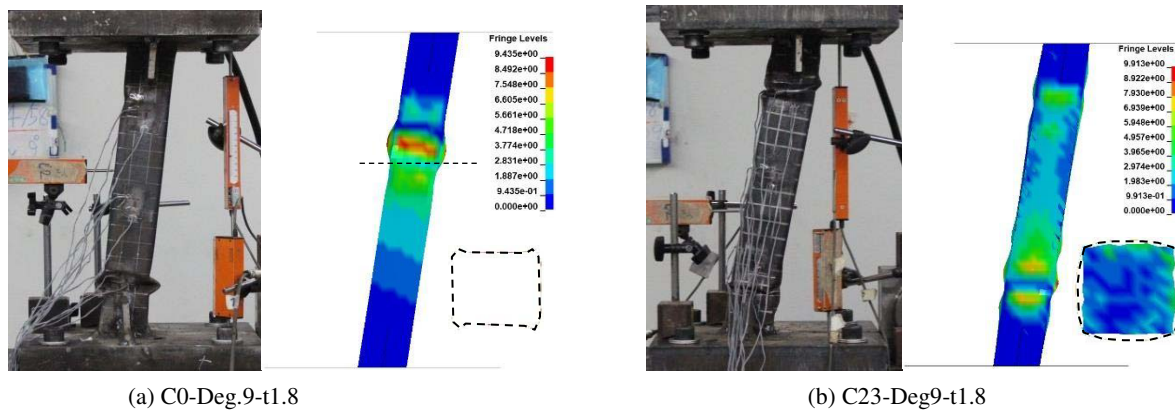 Fringe Levels
9.435e+00
8.492e+00
7.548e+00
6.605e+00
5.661e+00
4.718e+00
3.774e+00
2.831e+00
1.887e+00
9.435e-01
0.000e+00
Fringe Levels
9.913e+00
8.922e+00
7.930e+00
6.939e+00
5.948e+00
4.957e+00
3.965e+00
2.974e+00
1.983e+00
9.913e-01
0.000e+00
(a) C0-Deg.9-t1.8
(b) C23-Deg9-t1.8